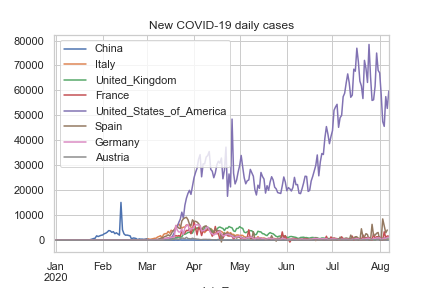 New COVID-19 daily cases
80000
70000
60000
50000
40000
30000
20000
10000
0
China
Italy
United_Kingdom
France
United_States_of_America
Spain
Germany
Austria
Jan Feb Mar Apr May Jun Jul Aug
2020